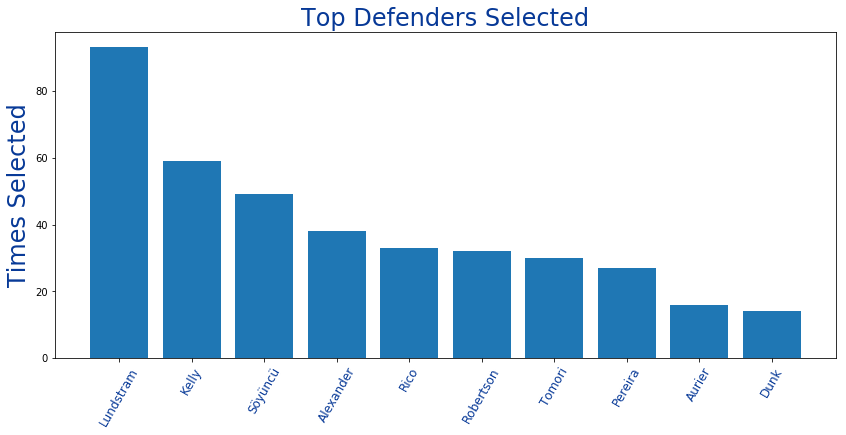 Top Defenders Selected
Times Selected
80
60
40
20
0
Lundstram
Kelly
Söyüncü
Alexander
Rico
Robertson
Tomori
Pereira
Aurier
Dunk